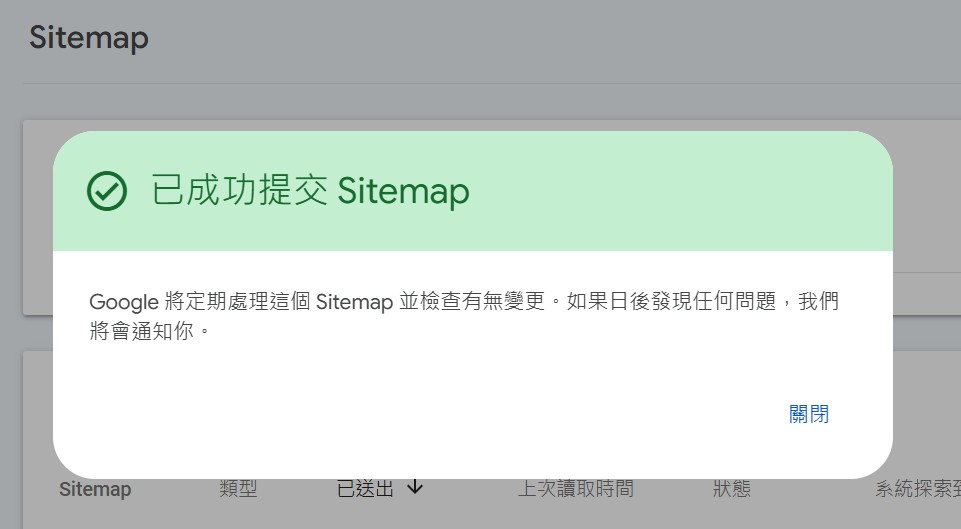 Sitemap
已成功提交 Sitemap
Google 將定期處理這個 Sitemap 並檢查有無變更。如果日後發現任何問題，我們
將會通知你。
關閉
Sitemap 類型 已送出 ↓ 上次讀取時間 狀態 系統探索到